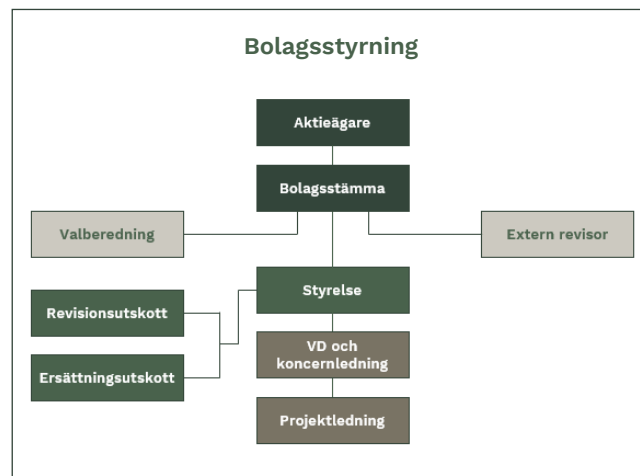 Bolagsstyrning
Aktieägare
Bolagsstämma
Valberedning
Extern revisor
Styrelse
Revisionsutskott
VD och
koncernledning
Ersättningsutskott
Projektledning